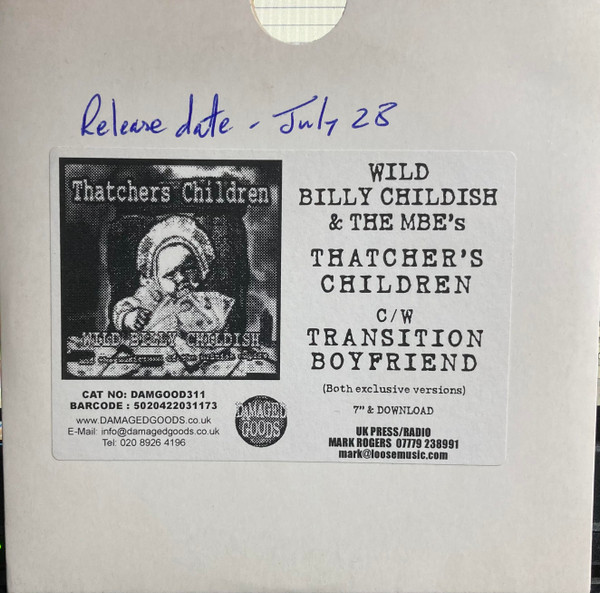 Release date - July 28
Thatchers Children
WILD BILLY CHILDISH
WILD
BILLY CHILDISH
& THE MBE's
THATCHER'S
CHILDREN
C/W
TRANSITION
BOYFRIEND
(Both exclusive versions)
7" & DOWNLOAD
CAT NO: DAMGOOD311
BARCODE : 5020422031173
www.DAMAGEDGOODS.co.uk
E-Mail: info@damagedgoods.co.uk
Tel: 020 8926 4196
DAMAGED
GOODS
UK PRESS/RADIO
MARK ROGERS 07779 238991
mark@loosemusic.com